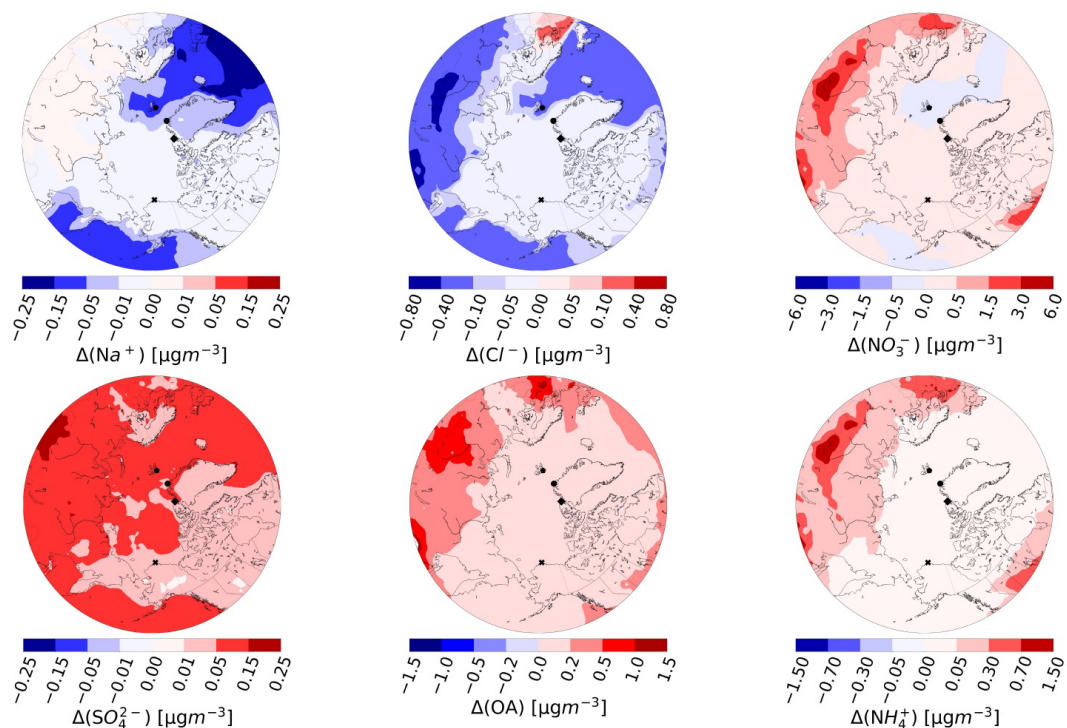 −0.25 −0.15 −0.05 −0.01 0.00 0.01 0.05 0.15 0.25
Δ(Na⁺) [μgm⁻³]
−0.80 −0.40 −0.10 −0.05 0.00 0.05 0.10 0.40 0.80
Δ(Cl⁻) [μgm⁻³]
−6.0 −3.0 −1.5 −0.5 0.0 0.5 1.5 3.0 6.0
Δ(NO₃⁻) [μgm⁻³]
−0.25 −0.15 −0.05 −0.01 0.00 0.01 0.05 0.15 0.25
Δ(SO₄²⁻) [μgm⁻³]
−1.5 −1.0 −0.5 −0.2 0.0 0.2 0.5 1.0 1.5
Δ(OA) [μgm⁻³]
−1.50 −0.70 −0.30 −0.05 0.00 0.05 0.30 0.70 1.50
Δ(NH₄⁺) [μgm⁻³]